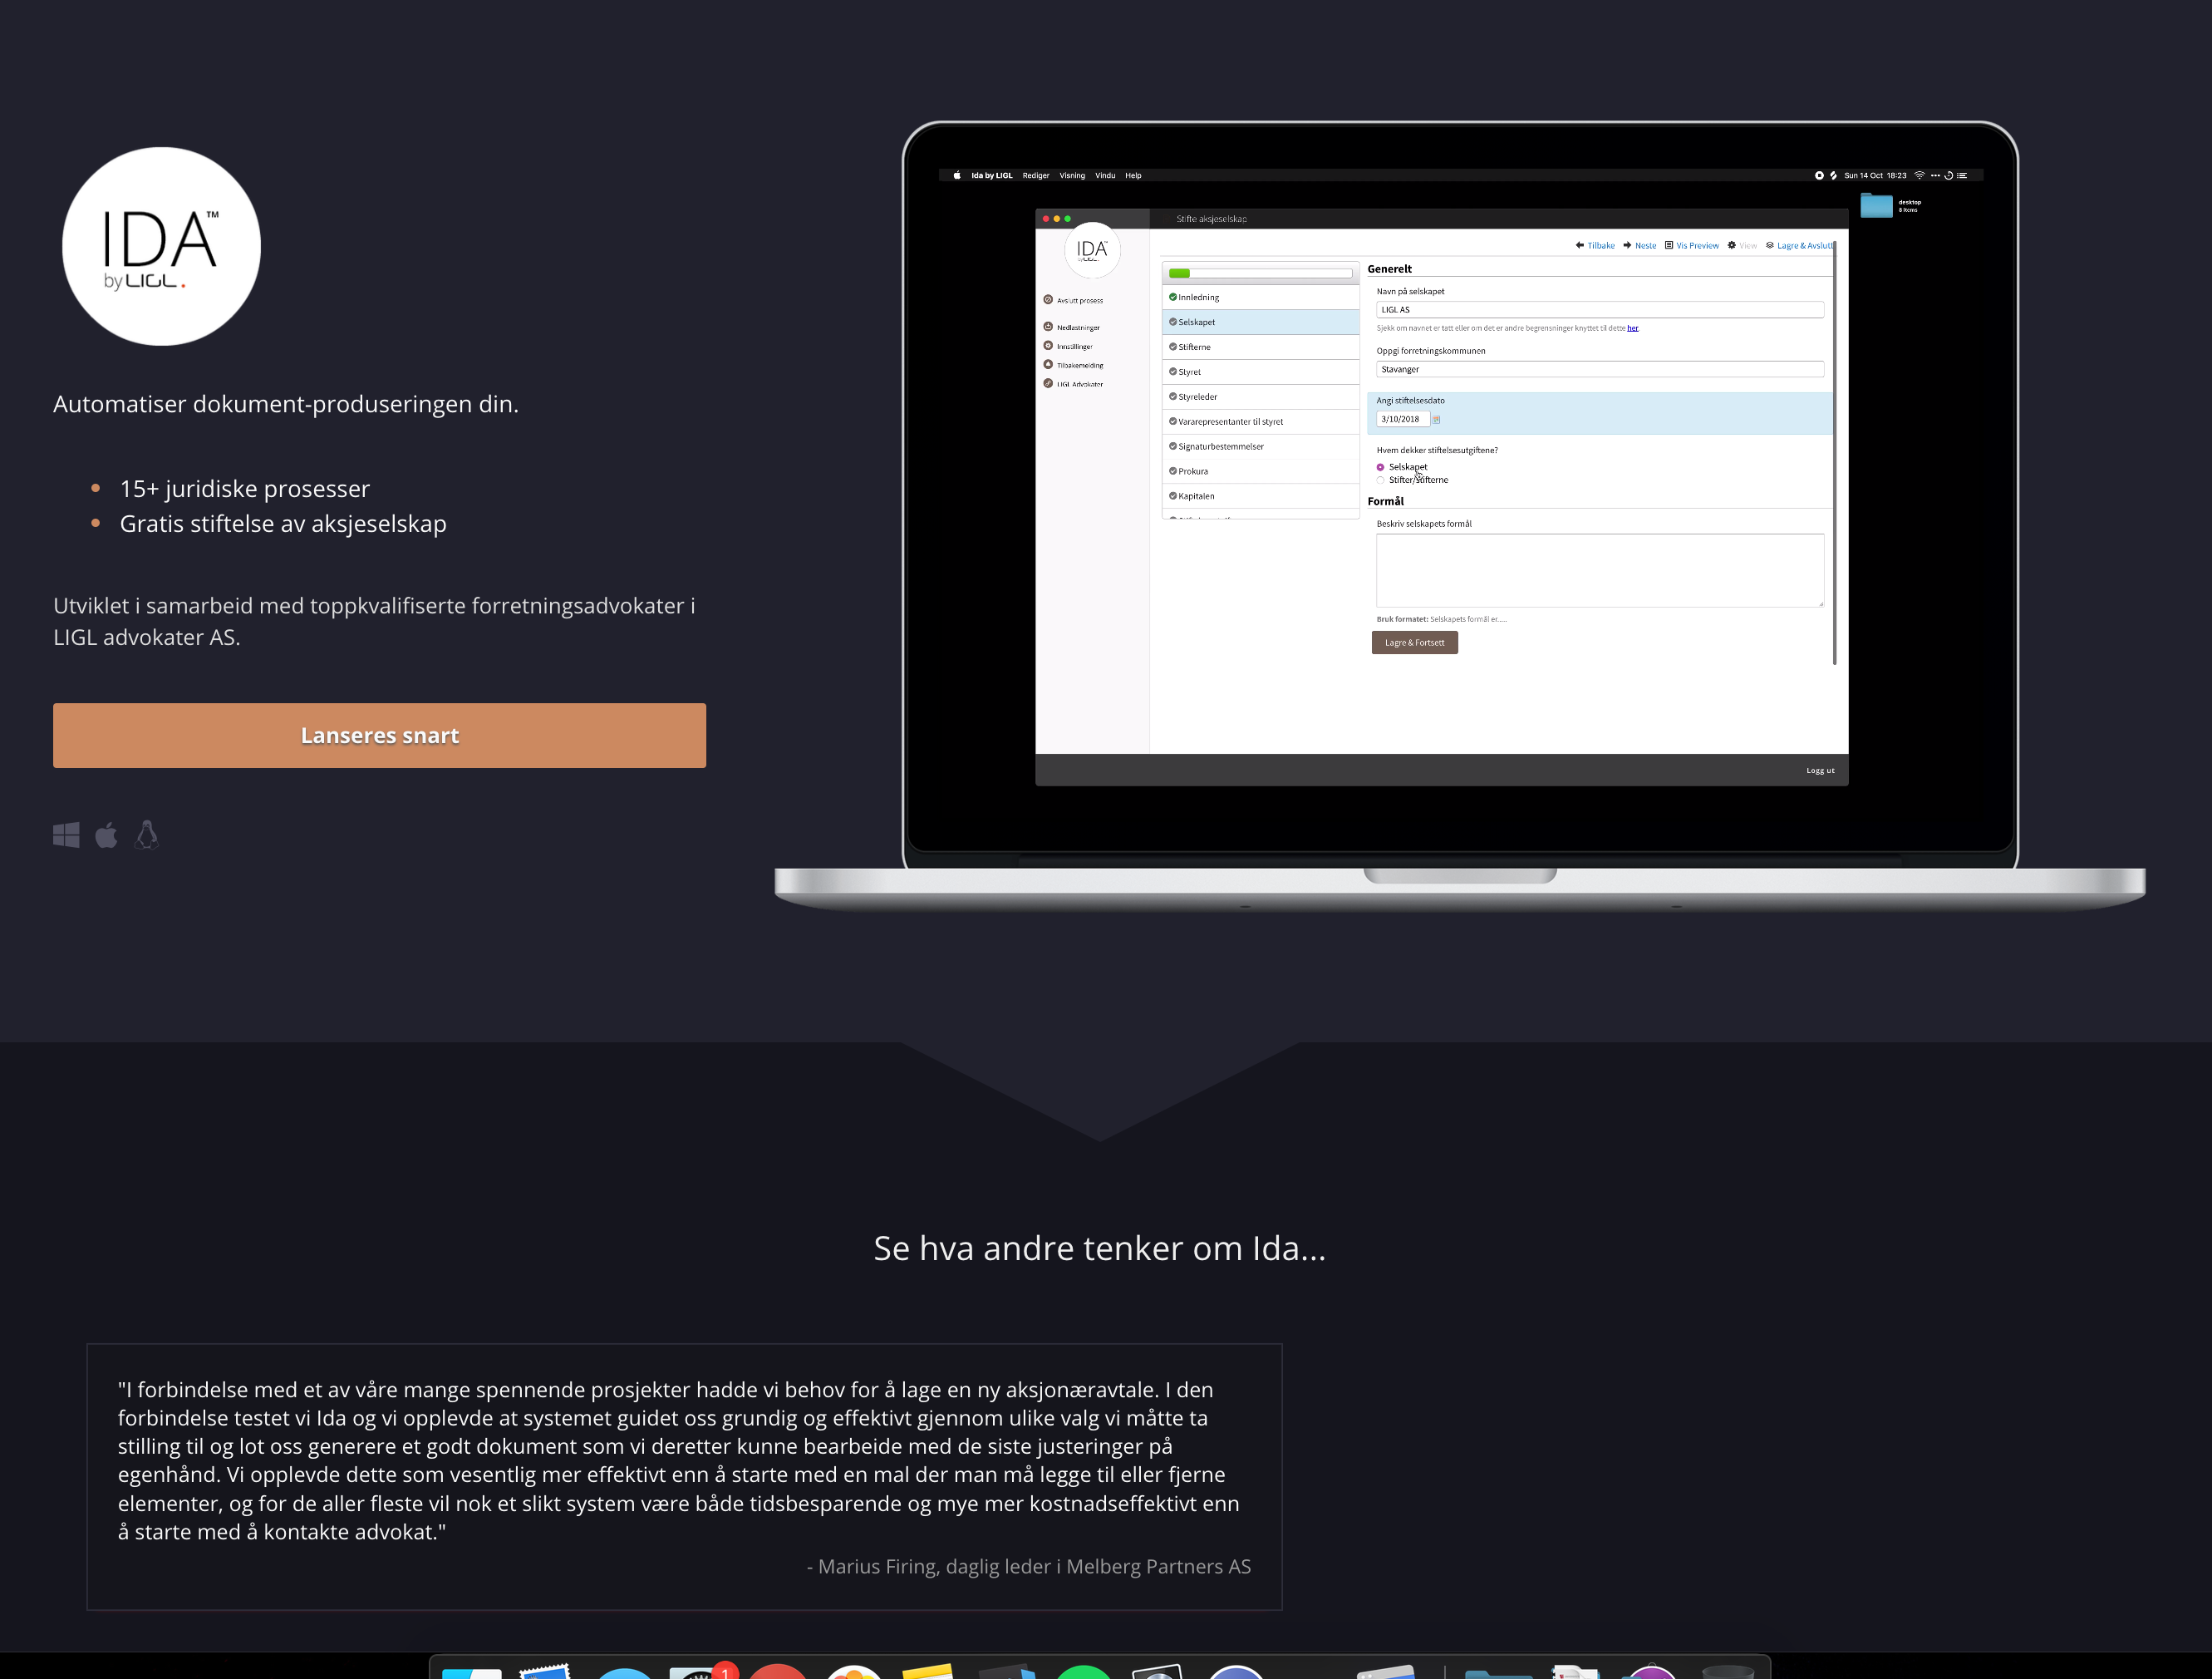 IDA™
by LIGL.
Automatiser dokument-produseringen din.
15+ juridiske prosesser
Gratis stiftelse av aksjeselskap
Utviklet i samarbeid med toppkvalifiserte forretningsadvokater i
LIGL advokater AS.
Lanseres snart
Ida by LIGL Rediger Visning Vindu Help
Sun 14 Oct 18:23
desktop
8 items
Stifte aksjeselskap
IDA™
by LIGL.
Avslutt prosess
Nedlastninger
Innstillinger
Tilbakemelding
LIGL Advokater
Tilbake Neste Vis Preview View Lagre & Avslutt
Innledning
Selskapet
Stifterne
Styret
Styreleder
Vararepresentanter til styret
Signaturbestemmelser
Prokura
Kapitalen
Generelt
Navn på selskapet
LIGL AS
Sjekk om navnet er tatt eller om det er andre begrensninger knyttet til dette her.
Oppgi forretningskommunen
Stavanger
Angi stiftelsesdato
3/10/2018
Hvem dekker stiftelsesutgiftene?
Selskapet
Stifter/stifterne
Formål
Beskriv selskapets formål
Bruk formatet: Selskapets formål er.....
Lagre & Fortsett
Logg ut
Se hva andre tenker om Ida...
"I forbindelse med et av våre mange spennende prosjekter hadde vi behov for å lage en ny aksjonæravtale. I den
forbindelse testet vi Ida og vi opplevde at systemet guidet oss grundig og effektivt gjennom ulike valg vi måtte ta
stilling til og lot oss generere et godt dokument som vi deretter kunne bearbeide med de siste justeringer på
egenhånd. Vi opplevde dette som vesentlig mer effektivt enn å starte med en mal der man må legge til eller fjerne
elementer, og for de aller fleste vil nok et slikt system være både tidsbesparende og mye mer kostnadseffektivt enn
å starte med å kontakte advokat."
- Marius Firing, daglig leder i Melberg Partners AS
1